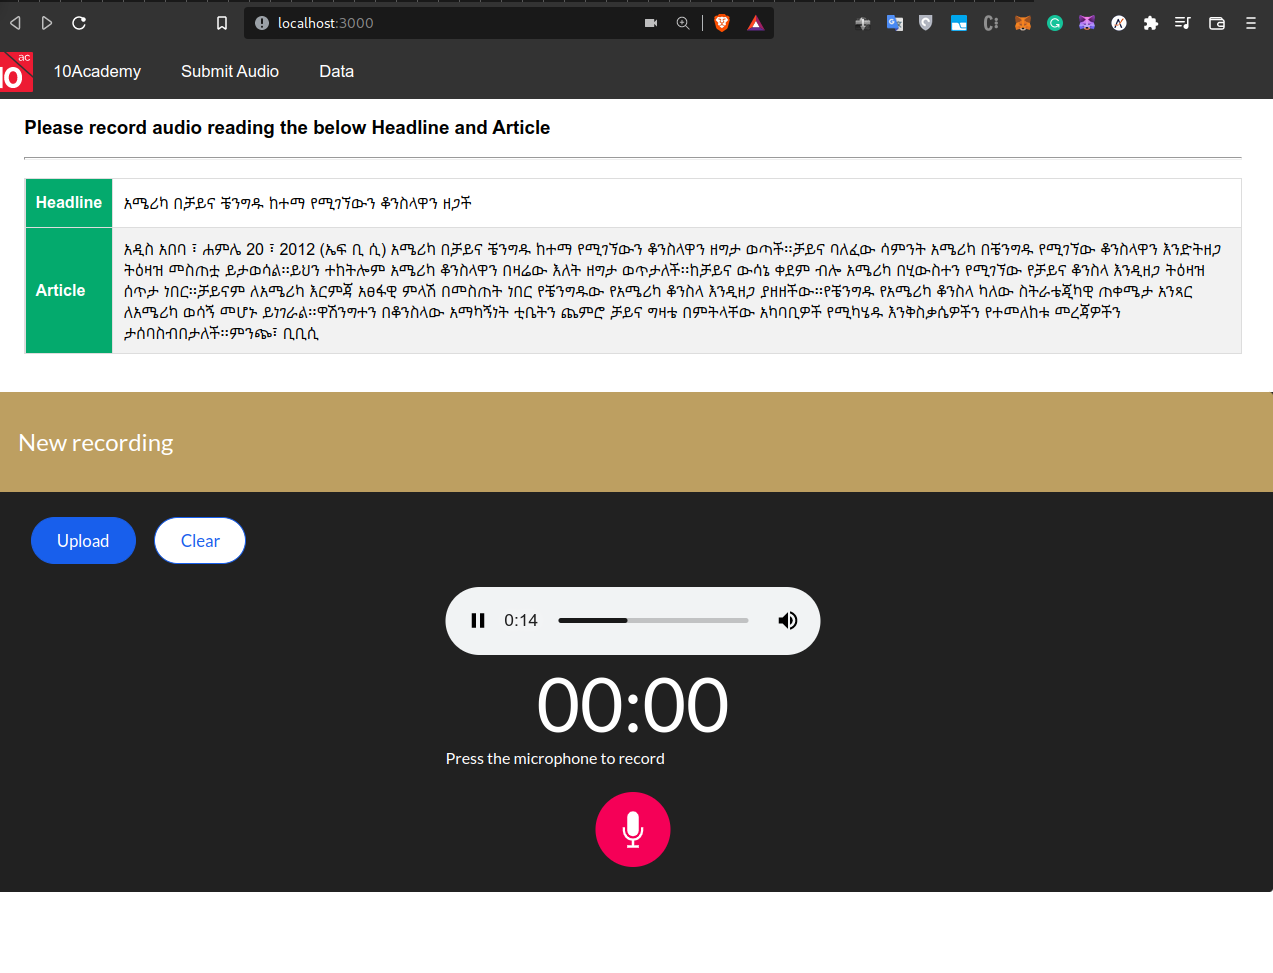 localhost:3000
ac
10
10Academy Submit Audio Data
Please record audio reading the below Headline and Article
Headline አሜሪካ በቻይና ቼንግዱ ከተማ የሚገኘውን ቆንስላዋን ዘጋች
Article
አዲስ አበባ ፣ ሐምሌ 20 ፣ 2012 (ኤፍ ቢ ሲ) አሜሪካ በቻይና ቼንግዱ ከተማ የሚገኘውን ቆንስላዋን ዘግታ ወጣች፡፡ቻይና ባለፈው ሳምንት አሜሪካ በቼንግዱ የሚገኘው ቆንስላዋን እንድትዘጋ
ትዕዛዝ መስጠቷ ይታወሳል፡፡ይህን ተከትሎም አሜሪካ ቆንስላዋን በዛሬው እለት ዘግታ ወጥታለች፡፡ከቻይና ውሳኔ ቀደም ብሎ አሜሪካ በሂውስተን የሚገኘው የቻይና ቆንስላ እንዲዘጋ ትዕዛዝ
ሰጥታ ነበር፡፡ቻይናም ለአሜሪካ እርምጃ አፀፋዊ ምላሽ በመስጠት ነበር የቼንግዱው የአሜሪካ ቆንስላ እንዲዘጋ ያዘዘችው።የቼንግዱ የአሜሪካ ቆንስላ ካለው ስትራቴጂካዊ ጠቀሜታ አንጻር
ለአሜሪካ ወሳኝ መሆኑ ይነገራል፡፡ዋሽንግተን በቆንስላው አማካኝነት ቲቤትን ጨምሮ ቻይና ግዛቴ በምትላቸው አካባቢዎች የሚካሄዱ እንቅስቃሴዎችን የተመለከቱ መረጃዎችን
ታሰባስብበታለች፡፡ምንጭ፣ ቢቢሲ
New recording
Upload Clear
0:14
00:00
Press the microphone to record